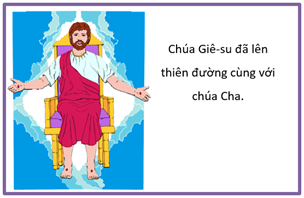 Chúa Giê-su đã lên
thiên đường cùng với
chúa Cha.